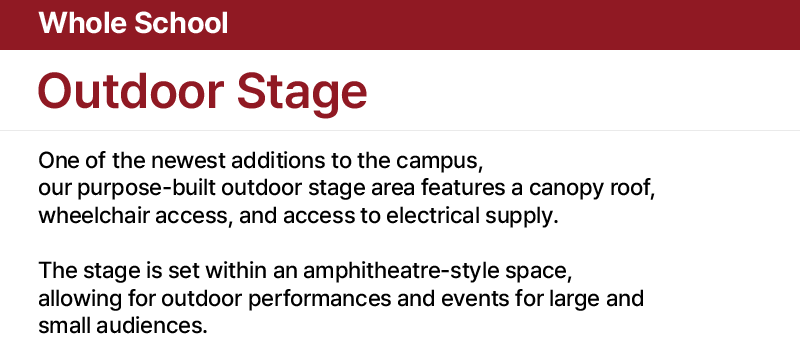 Whole School
Outdoor Stage
One of the newest additions to the campus,
our purpose-built outdoor stage area features a canopy roof,
wheelchair access, and access to electrical supply.
The stage is set within an amphitheatre-style space,
allowing for outdoor performances and events for large and
small audiences.